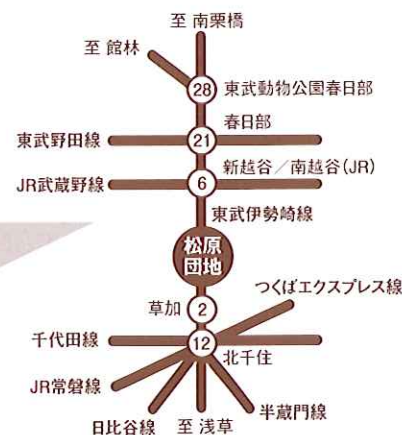 至 南栗橋
至 館林
28 東武動物公園春日部
春日部
東武野田線 21
新越谷／南越谷(JR)
JR武蔵野線 6
東武伊勢崎線
松原
団地
つくばエクスプレス線
草加 2
千代田線 12
北千住
JR常磐線
日比谷線
至 浅草
半蔵門線